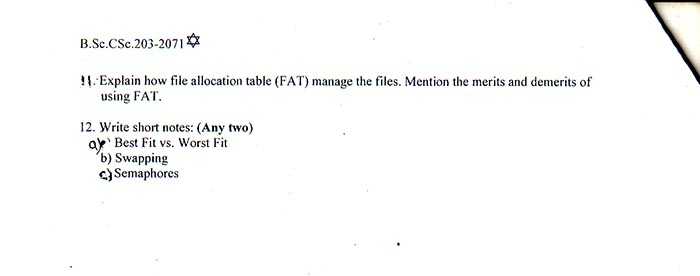 B.Sc.CSc.203-2071✡
11. Explain how file allocation table (FAT) manage the files. Mention the merits and demerits of
using FAT.
12. Write short notes: (Any two)
a) Best Fit vs. Worst Fit
b) Swapping
c) Semaphores